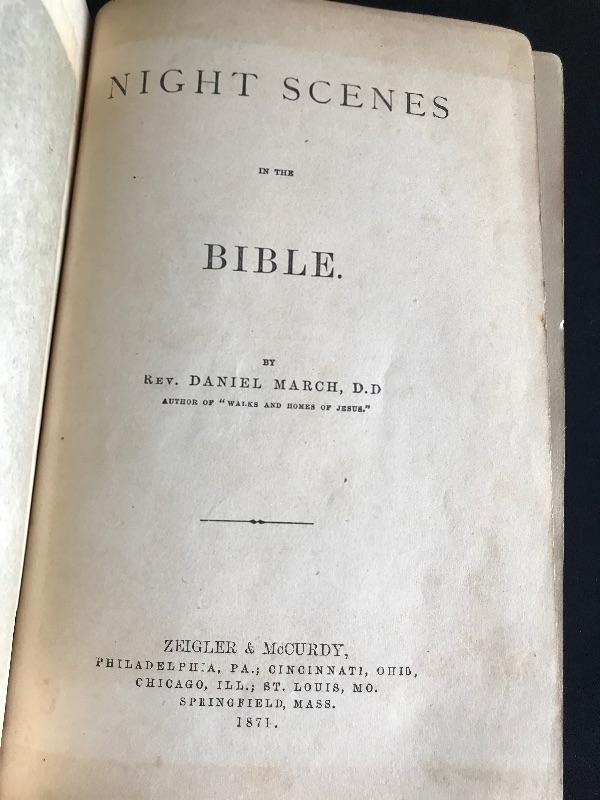 NIGHT SCENES
IN THE
BIBLE.
BY
REV. DANIEL MARCH, D.D
AUTHOR OF "WALKS AND HOMES OF JESUS."
ZEIGLER & McCURDY,
PHILADELPHIA, PA.; CINCINNATI, OHIO,
CHICAGO, ILL.; ST. LOUIS, MO.
SPRINGFIELD, MASS.
1871.